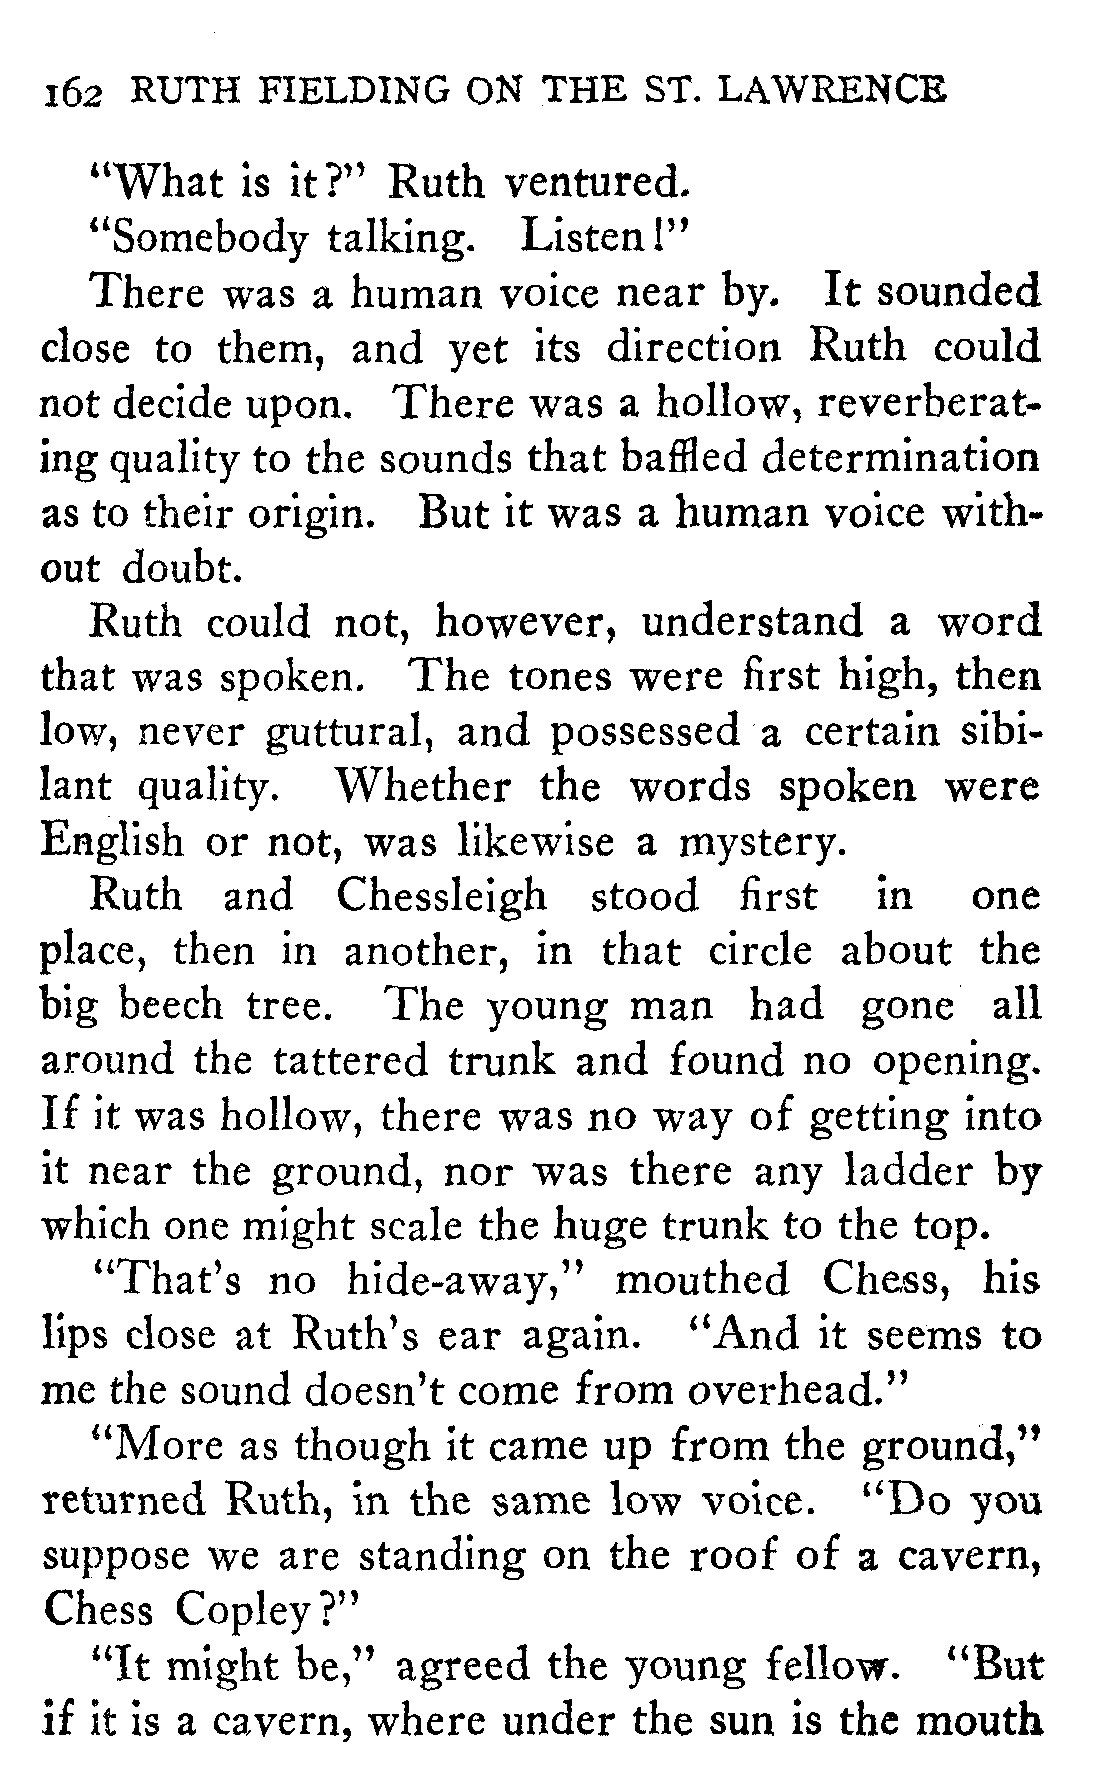 162 RUTH FIELDING ON THE ST. LAWRENCE
"What is it?" Ruth ventured.
"Somebody talking. Listen!"
There was a human voice near by. It sounded
close to them, and yet its direction Ruth could
not decide upon. There was a hollow, reverberat-
ing quality to the sounds that baffled determination
as to their origin. But it was a human voice with-
out doubt.
Ruth could not, however, understand a word
that was spoken. The tones were first high, then
low, never guttural, and possessed a certain sibi-
lant quality. Whether the words spoken were
English or not, was likewise a mystery.
Ruth and Chessleigh stood first in one
place, then in another, in that circle about the
big beech tree. The young man had gone all
around the tattered trunk and found no opening.
If it was hollow, there was no way of getting into
it near the ground, nor was there any ladder by
which one might scale the huge trunk to the top.
"That's no hide-away," mouthed Chess, his
lips close at Ruth's ear again. "And it seems to
me the sound doesn't come from overhead."
"More as though it came up from the ground,"
returned Ruth, in the same low voice. "Do you
suppose we are standing on the roof of a cavern,
Chess Copley?"
"It might be," agreed the young fellow. "But
if it is a cavern, where under the sun is the mouth